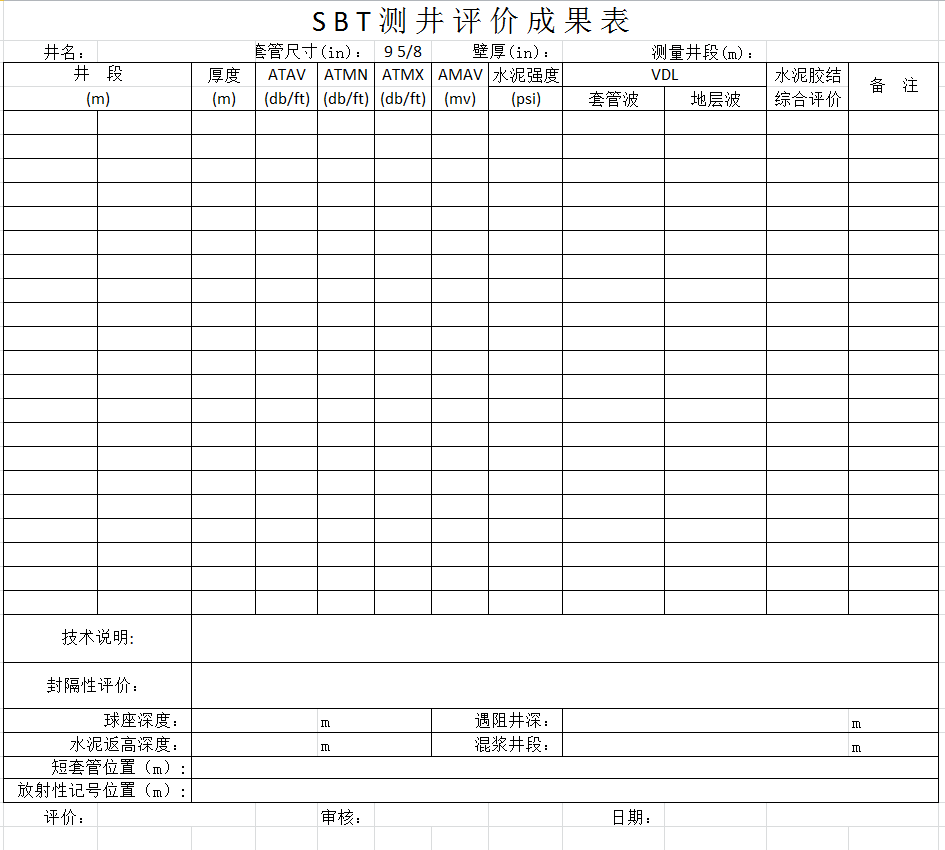 SBT测井评价成果表
井名： 套管尺寸(in)： 9 5/8 壁厚(in)： 测量井段(m)：
井 段 厚度 ATAV ATMN ATMX AMAV 水泥强度 VDL 水泥胶结 备 注
(m) (m) (db/ft) (db/ft) (db/ft) (mv) (psi) 套管波 地层波 综合评价
技术说明:
封隔性评价：
球座深度： m 遇阻井深： m
水泥返高深度： m 混浆井段： m
短套管位置（m）:
放射性记号位置（m）:
评价： 审核： 日期：